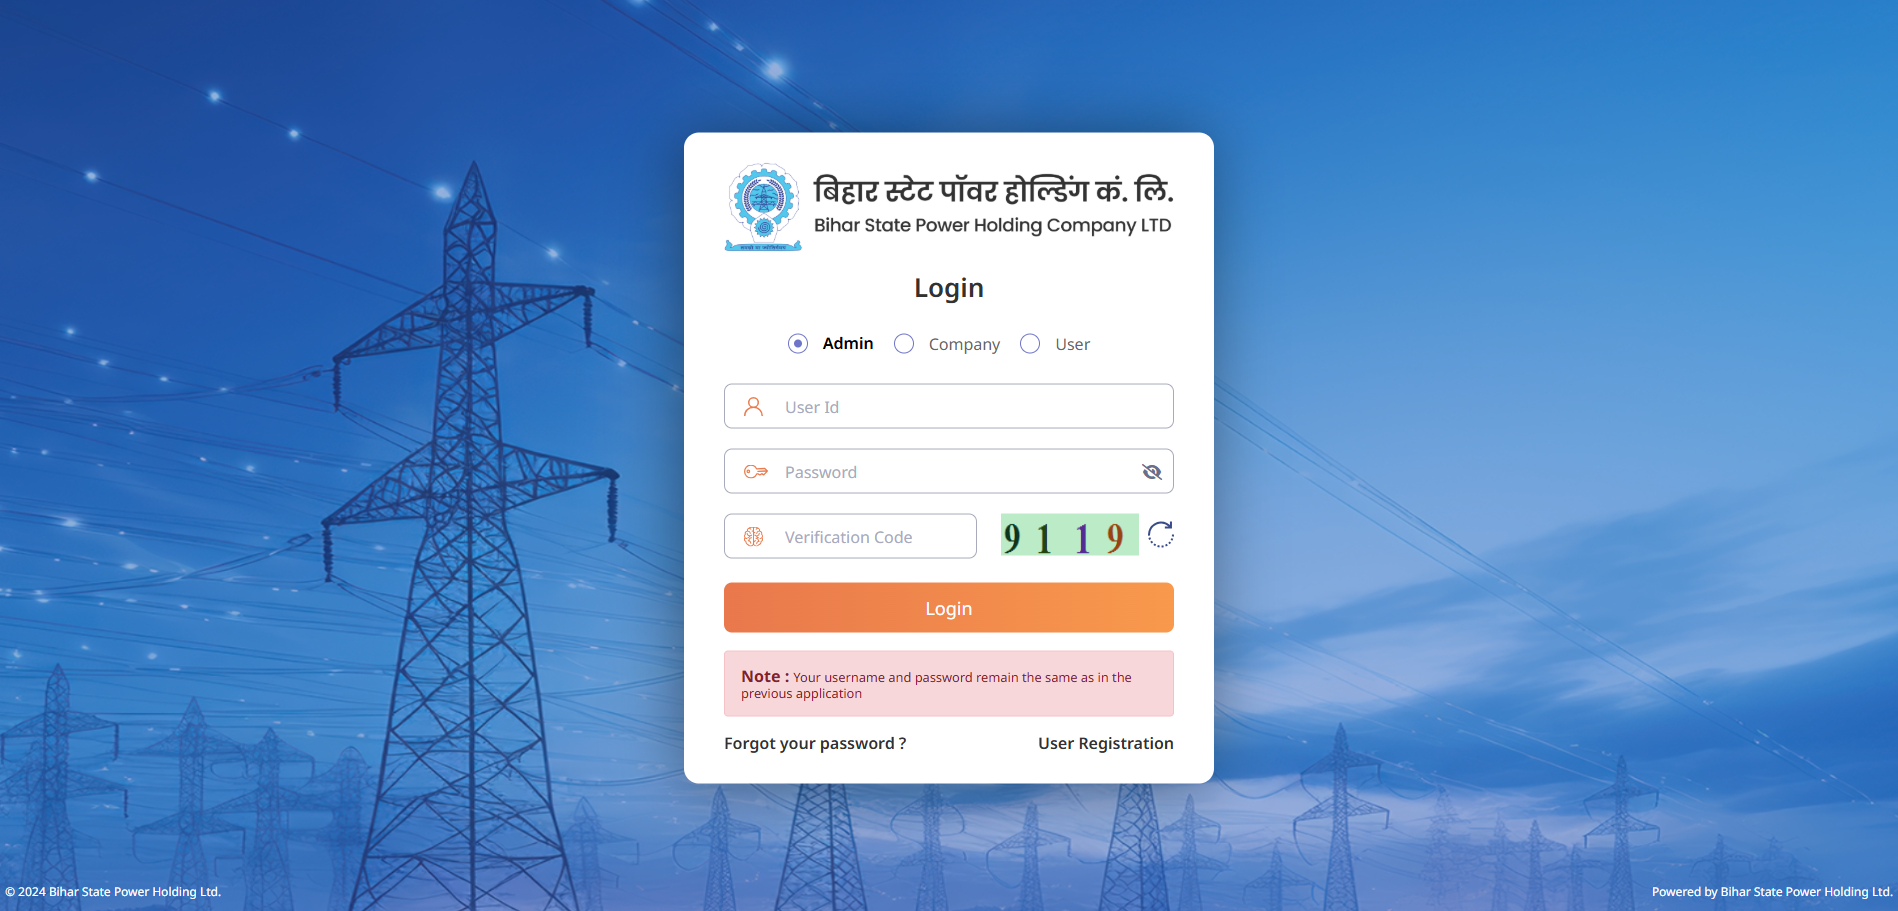 बिहार स्टेट पॉवर होल्डिंग कं. लि.
Bihar State Power Holding Company LTD
Login
Admin Company User
User Id
Password
Verification Code 9 1 1 9
Login
Note : Your username and password remain the same as in the
previous application
Forgot your password ? User Registration
© 2024 Bihar State Power Holding Ltd. Powered by Bihar State Power Holding Ltd.